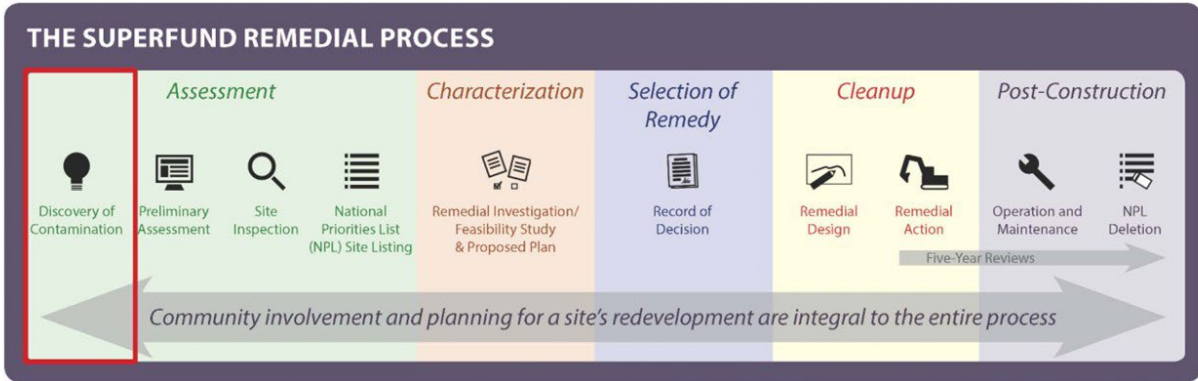 THE SUPERFUND REMEDIAL PROCESS
Assessment
Characterization
Selection of
Remedy
Cleanup
Post-Construction
Discovery of
Contamination
Preliminary
Assessment
Site
Inspection
National
Priorities List
(NPL) Site Listing
Remedial Investigation/
Feasibility Study
& Proposed Plan
Record of
Decision
Remedial
Design
Remedial
Action
Operation and
Maintenance
NPL
Deletion
Five-Year Reviews
Community involvement and planning for a site's redevelopment are integral to the entire process